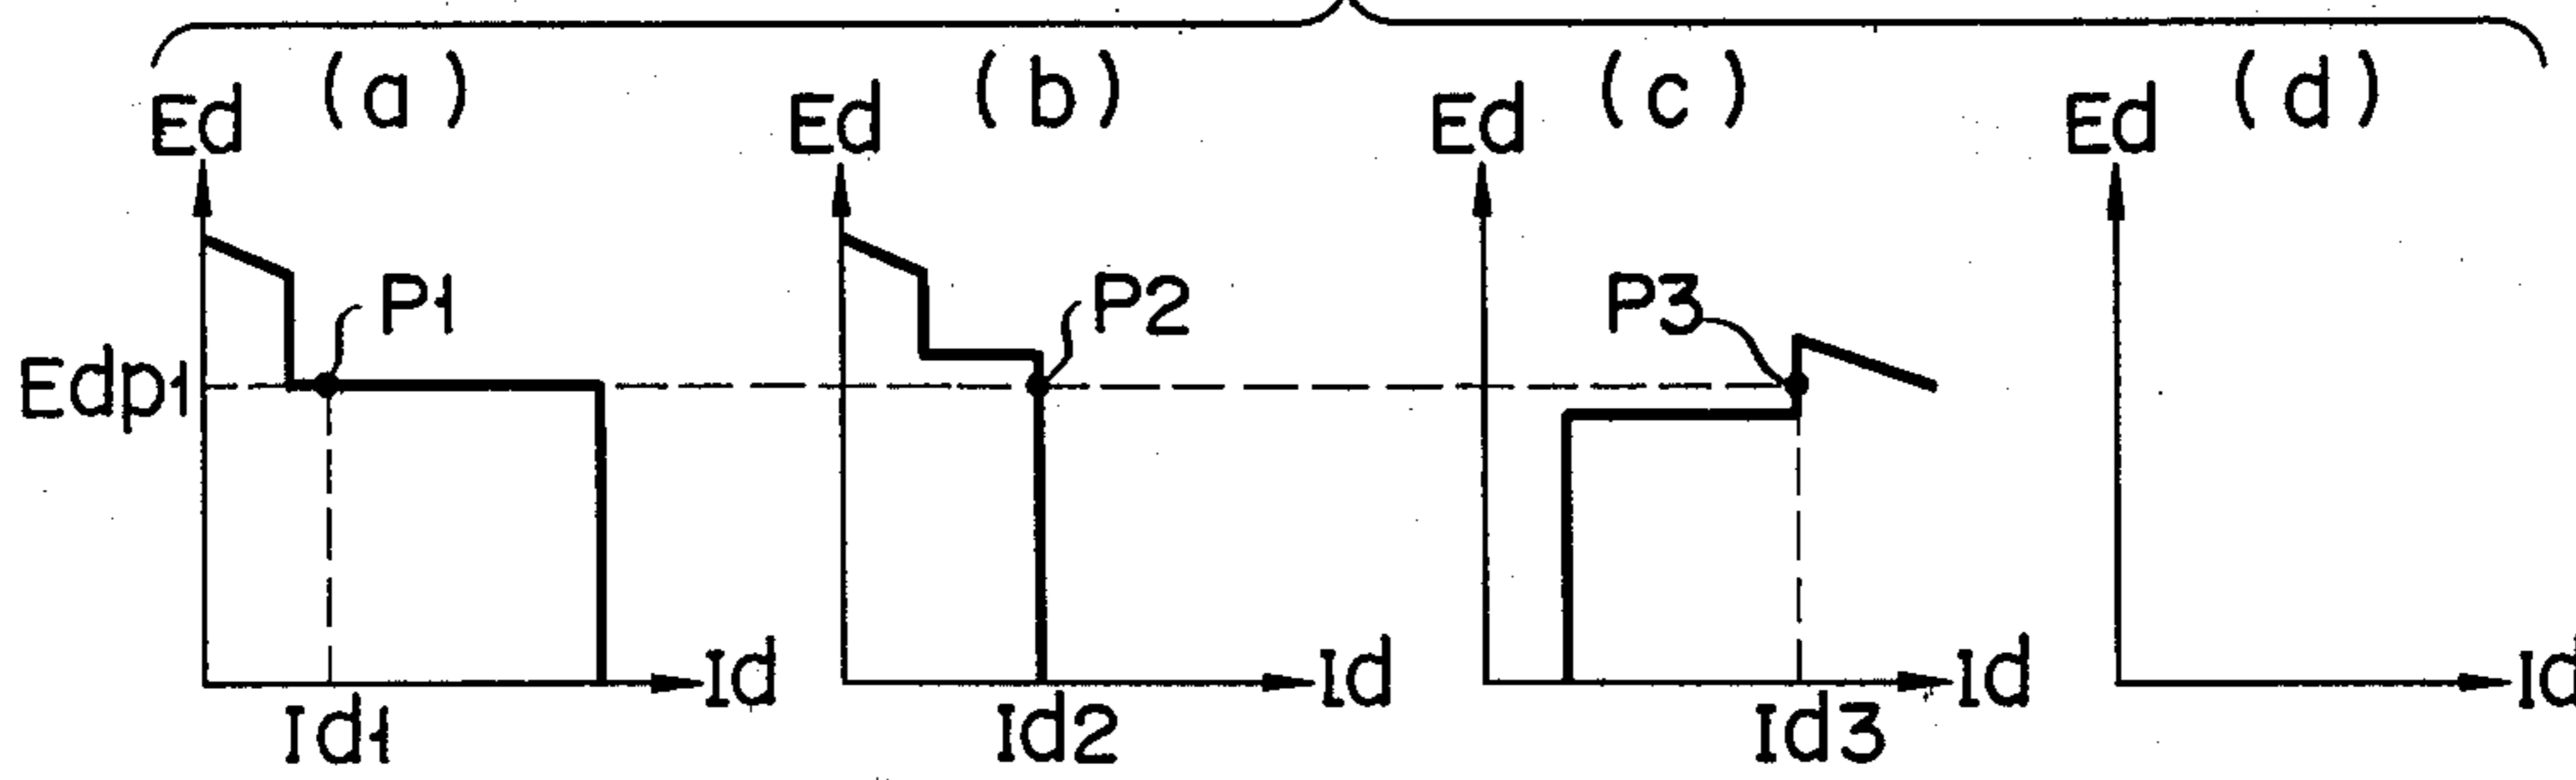 (a) (b) (c) (d)
Ed Ed Ed Ed
P1 P2 P3
Edp1
Id Id Id Id
Id1 Id2 Id3